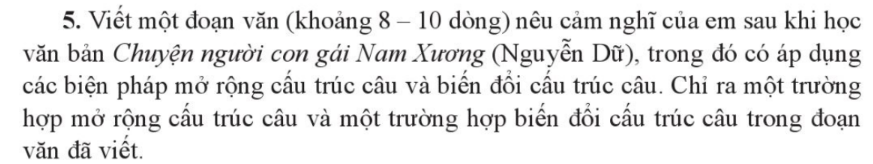 5. Viết một đoạn văn (khoảng 8 – 10 dòng) nêu cảm nghĩ của em sau khi học
văn bản Chuyện người con gái Nam Xương (Nguyễn Dữ), trong đó có áp dụng
các biện pháp mở rộng cấu trúc câu và biến đổi cấu trúc câu. Chỉ ra một trường
hợp mở rộng cấu trúc câu và một trường hợp biến đổi cấu trúc câu trong đoạn
văn đã viết.